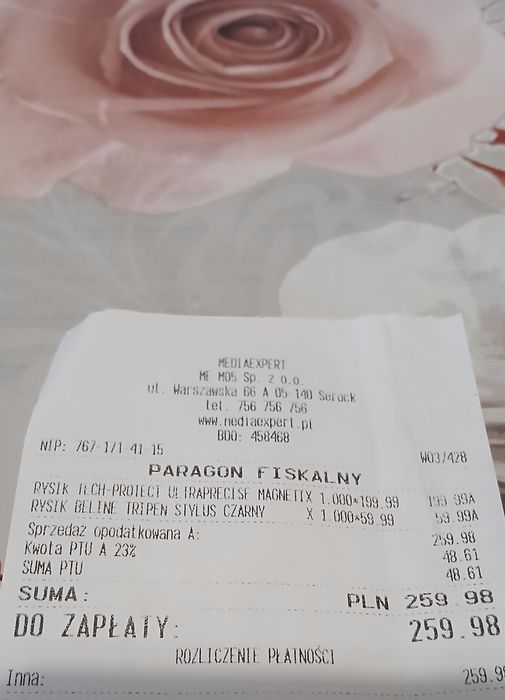 MEDIAEXPERT
ME M05 Sp. z o.o.
ul. Warszawska 66 A 05-140 Serock
tel. 756 756 756
www.mediaexpert.pl
BDO: 458468
NIP: 767-171-41-15 W03/428
PARAGON FISKALNY
RYSIK TECH-PROTECT ULTRAPRECISE MAGNETIX 1.000×199.99 199.99A
RYSIK BELINE TRIPEN STYLUS CZARNY X 1.000×59.99 59.99A
Sprzedaż opodatkowana A: 259.98
Kwota PTU A 23% 48.61
SUMA PTU 48.61
SUMA: PLN 259.98
DO ZAPŁATY: 259.98
ROZLICZENIE PŁATNOŚCI
Inna: 259.9